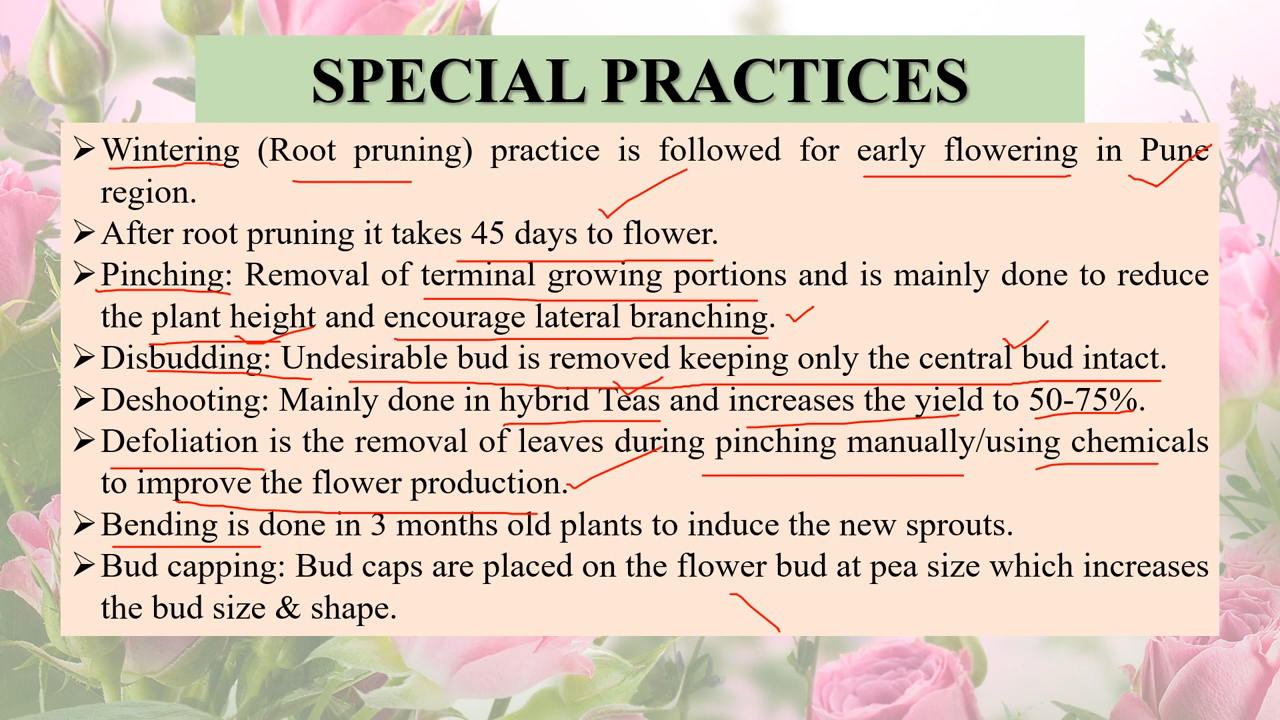 SPECIAL PRACTICES
➢Wintering (Root pruning) practice is followed for early flowering in Pune
region.
➢After root pruning it takes 45 days to flower.
➢Pinching: Removal of terminal growing portions and is mainly done to reduce
the plant height and encourage lateral branching.
➢Disbudding: Undesirable bud is removed keeping only the central bud intact.
➢Deshooting: Mainly done in hybrid Teas and increases the yield to 50-75%.
➢Defoliation is the removal of leaves during pinching manually/using chemicals
to improve the flower production.
➢Bending is done in 3 months old plants to induce the new sprouts.
➢Bud capping: Bud caps are placed on the flower bud at pea size which increases
the bud size & shape.